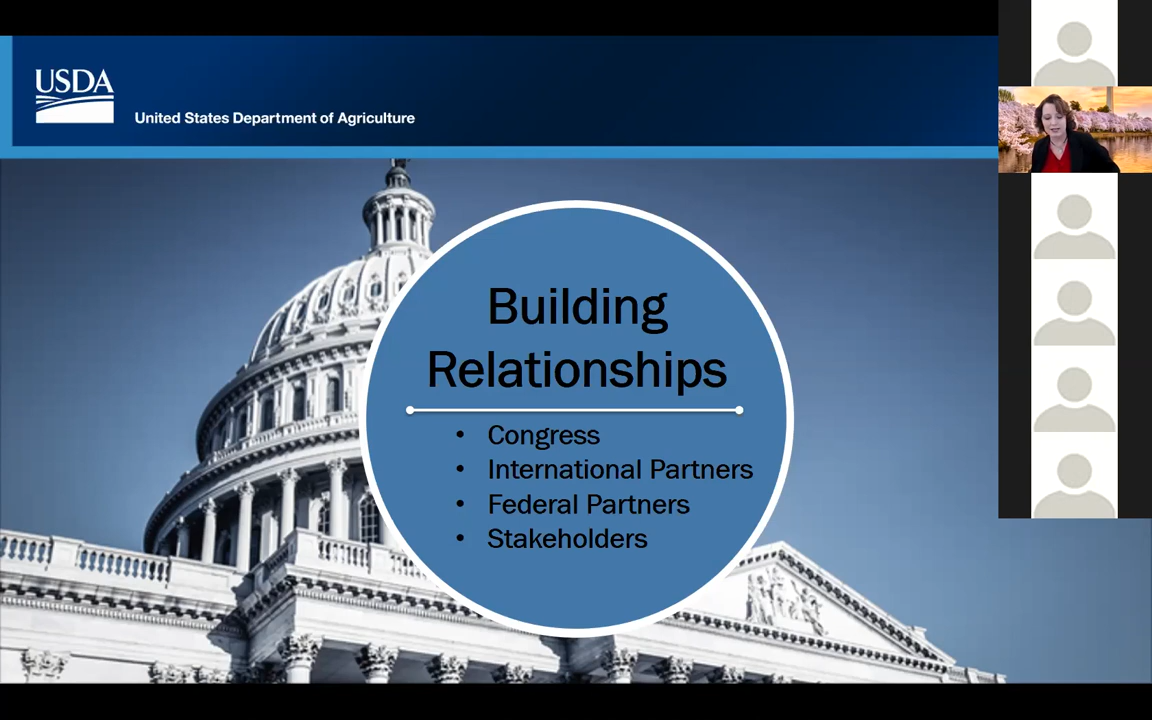 USDA
United States Department of Agriculture
Building
Relationships
• Congress
• International Partners
• Federal Partners
• Stakeholders